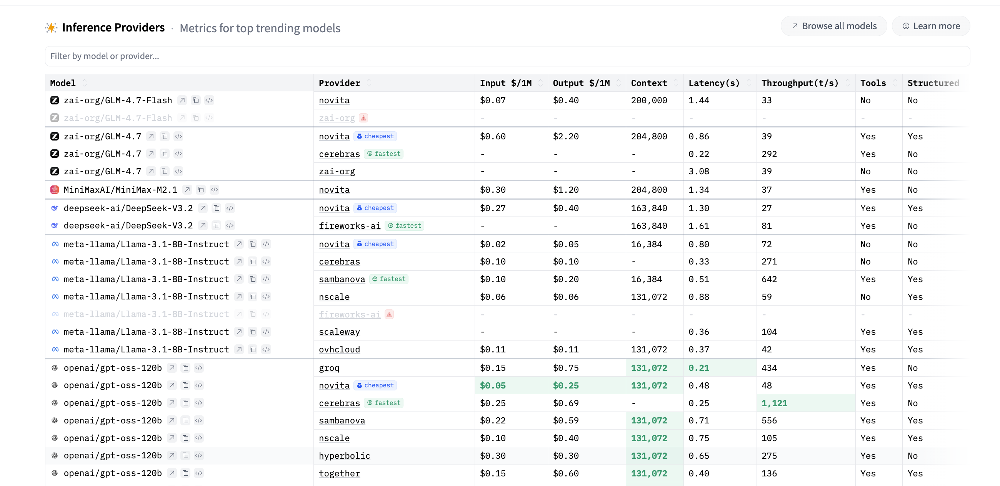 Inference Providers · Metrics for top trending models
Browse all models
Learn more
Filter by model or provider...
Model Provider Input $/1M Output $/1M Context Latency(s) Throughput(t/s) Tools Structured
zai-org/GLM-4.7-Flash novita $0.07 $0.40 200,000 1.44 33 No No
zai-org/GLM-4.7-Flash zai-org - - - - - - -
zai-org/GLM-4.7 novita cheapest $0.60 $2.20 204,800 0.86 39 Yes Yes
zai-org/GLM-4.7 cerebras fastest - - - 0.22 292 Yes No
zai-org/GLM-4.7 zai-org - - - 3.08 39 No No
MiniMaxAI/MiniMax-M2.1 novita $0.30 $1.20 204,800 1.34 37 Yes No
deepseek-ai/DeepSeek-V3.2 novita cheapest $0.27 $0.40 163,840 1.30 27 Yes Yes
deepseek-ai/DeepSeek-V3.2 fireworks-ai fastest - - 163,840 1.61 81 Yes No
meta-llama/Llama-3.1-8B-Instruct novita cheapest $0.02 $0.05 16,384 0.80 72 No No
meta-llama/Llama-3.1-8B-Instruct cerebras $0.10 $0.10 - 0.33 271 No No
meta-llama/Llama-3.1-8B-Instruct sambanova fastest $0.10 $0.20 16,384 0.51 642 Yes Yes
meta-llama/Llama-3.1-8B-Instruct nscale $0.06 $0.06 131,072 0.88 59 No Yes
meta-llama/Llama-3.1-8B-Instruct fireworks-ai - - - - - - -
meta-llama/Llama-3.1-8B-Instruct scaleway - - - 0.36 104 Yes Yes
meta-llama/Llama-3.1-8B-Instruct ovhcloud $0.11 $0.11 131,072 0.37 42 Yes Yes
openai/gpt-oss-120b groq $0.15 $0.75 131,072 0.21 434 Yes No
openai/gpt-oss-120b novita cheapest $0.05 $0.25 131,072 0.48 48 Yes Yes
openai/gpt-oss-120b cerebras fastest $0.25 $0.69 - 0.25 1,121 Yes No
openai/gpt-oss-120b sambanova $0.22 $0.59 131,072 0.71 556 Yes Yes
openai/gpt-oss-120b nscale $0.10 $0.40 131,072 0.75 105 Yes Yes
openai/gpt-oss-120b hyperbolic $0.30 $0.30 131,072 0.65 275 Yes No
openai/gpt-oss-120b together $0.15 $0.60 131,072 0.40 136 Yes Yes